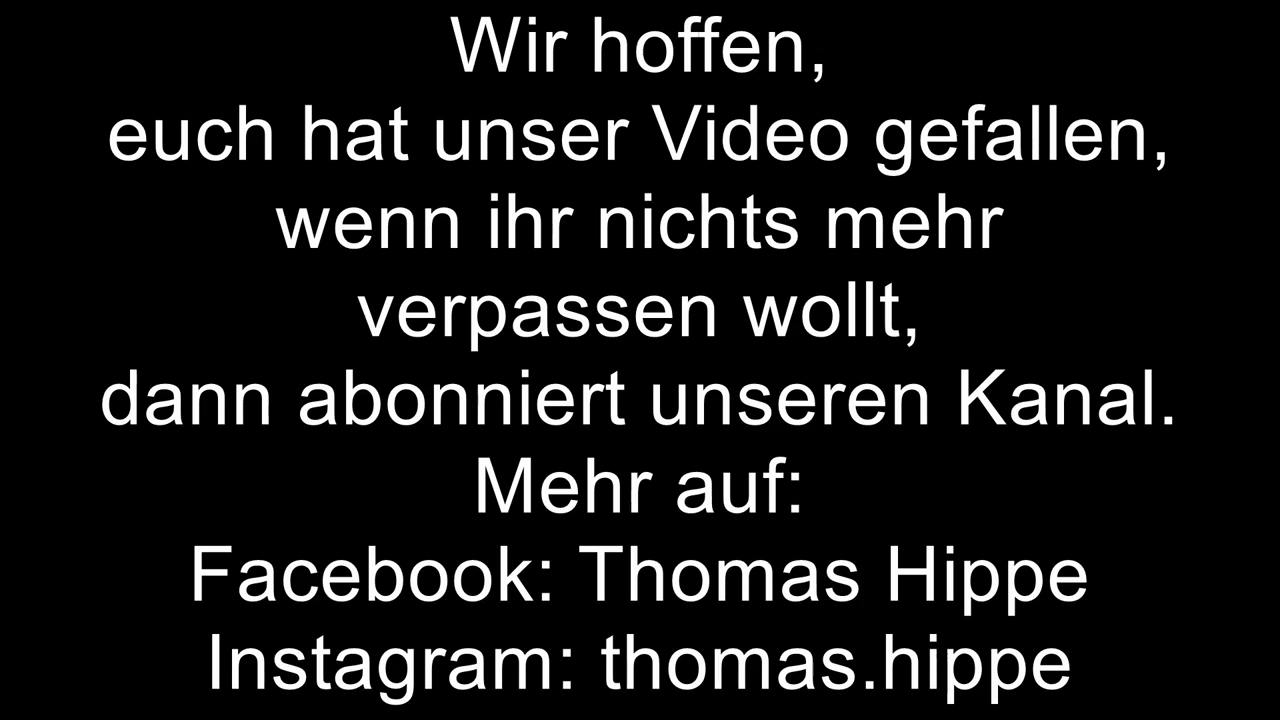 Wir hoffen,
euch hat unser Video gefallen,
wenn ihr nichts mehr
verpassen wollt,
dann abonniert unseren Kanal.
Mehr auf:
Facebook: Thomas Hippe
Instagram: thomas.hippe